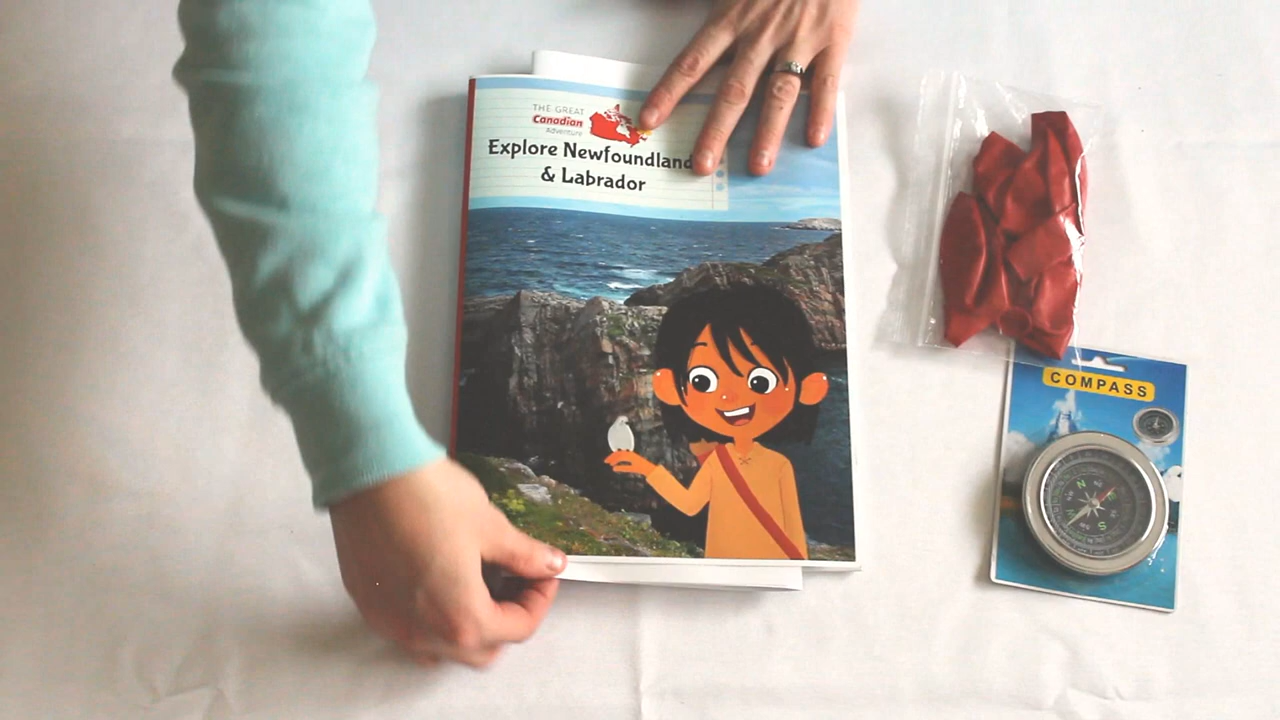 THE GREAT
Canadian
Adventure
Explore Newfoundland
& Labrador
COMPASS
N
S